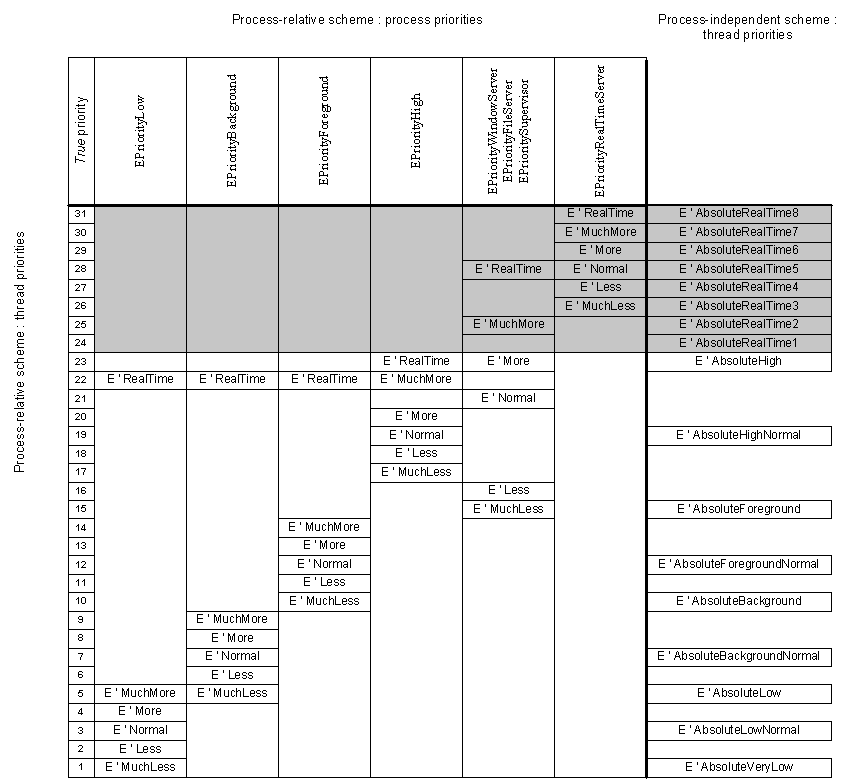 Process-relative scheme : process priorities
Process-independent scheme :
thread priorities
Process-relative scheme : thread priorities
True priority
EPriorityLow
EPriorityBackground
EPriorityForeground
EPriorityHigh
EPriorityWindowServer
EPriorityFileServer
EPrioritySupervisor
EPriorityRealTimeServer
31 E ' RealTime E ' AbsoluteRealTime8
30 E ' MuchMore E ' AbsoluteRealTime7
29 E ' More E ' AbsoluteRealTime6
28 E ' RealTime E ' Normal E ' AbsoluteRealTime5
27 E ' Less E ' AbsoluteRealTime4
26 E ' MuchLess E ' AbsoluteRealTime3
25 E ' MuchMore E ' AbsoluteRealTime2
24 E ' AbsoluteRealTime1
23 E ' RealTime E ' More E ' AbsoluteHigh
22 E ' RealTime E ' RealTime E ' RealTime E ' MuchMore
21 E ' Normal
20 E ' More
19 E ' Normal E ' AbsoluteHighNormal
18 E ' Less
17 E ' MuchLess
16 E ' Less
15 E ' MuchLess E ' AbsoluteForeground
14 E ' MuchMore
13 E ' More
12 E ' Normal E ' AbsoluteForegroundNormal
11 E ' Less
10 E ' MuchLess E ' AbsoluteBackground
9 E ' MuchMore
8 E ' More
7 E ' Normal E ' AbsoluteBackgroundNormal
6 E ' Less
5 E ' MuchMore E ' MuchLess E ' AbsoluteLow
4 E ' More
3 E ' Normal E ' AbsoluteLowNormal
2 E ' Less
1 E ' MuchLess E ' AbsoluteVeryLow